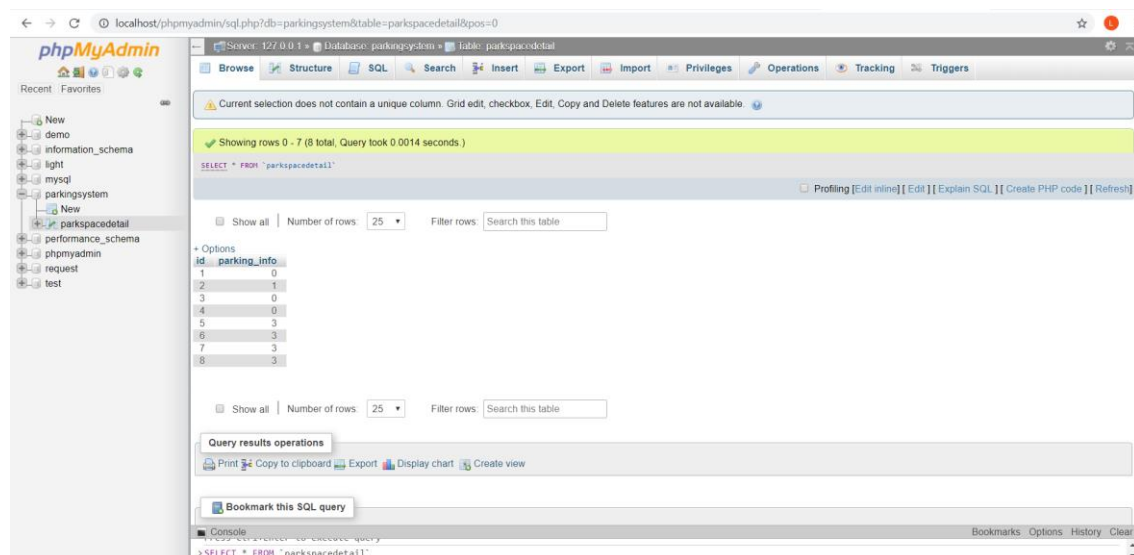 localhost/phpmyadmin/sql.php?db=parkingsystem&table=parkspacedetail&pos=0
L
phpMyAdmin
Recent Favorites
New
demo
information_schema
light
mysql
parkingsystem
New
parkspacedetail
performance_schema
phpmyadmin
request
test
Server: 127.0.0.1 » Database: parkingsystem » Table: parkspacedetail
Browse Structure SQL Search Insert Export Import Privileges Operations Tracking Triggers
Current selection does not contain a unique column. Grid edit, checkbox, Edit, Copy and Delete features are not available.
Showing rows 0 - 7 (8 total, Query took 0.0014 seconds.)
SELECT * FROM `parkspacedetail`
Profiling [Edit inline] [ Edit ] [ Explain SQL ] [ Create PHP code ] [ Refresh]
Show all | Number of rows: 25 Filter rows: Search this table
+ Options
id parking_info
1 0
2 1
3 0
4 0
5 3
6 3
7 3
8 3
Show all | Number of rows: 25 Filter rows: Search this table
Query results operations
Print Copy to clipboard Export Display chart Create view
Bookmark this SQL query
Console Bookmarks Options History Clear
Press Ctrl+Enter to execute query
>SELECT * FROM `parkspacedetail`